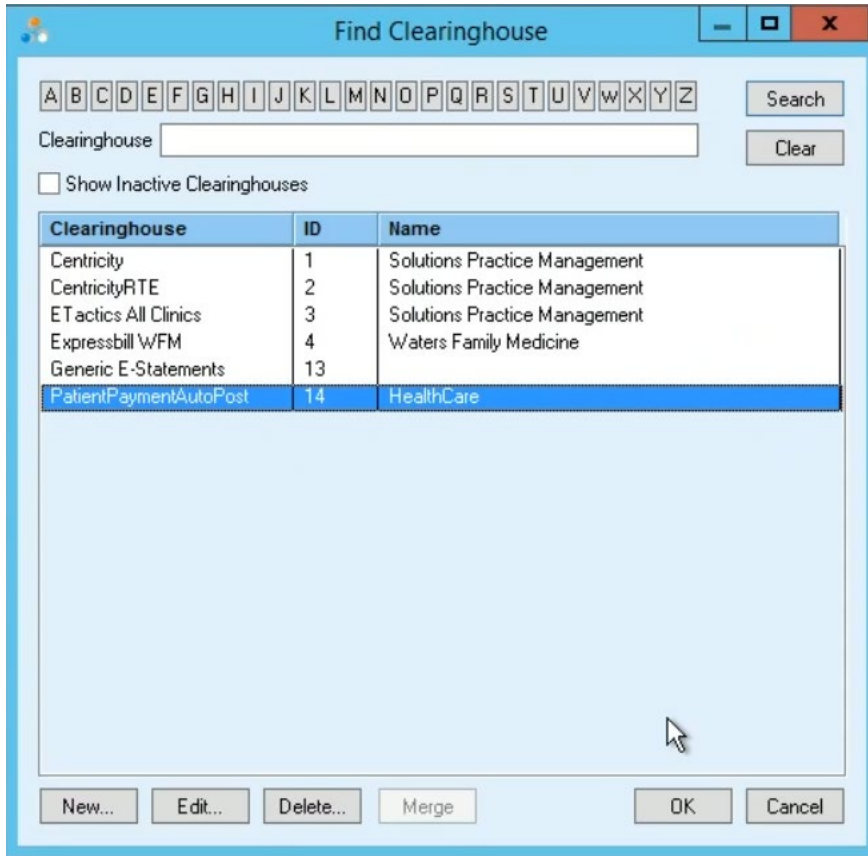 Find Clearinghouse
A B C D E F G H I J K L M N O P Q R S T U V W X Y Z
Search
Clearinghouse
Clear
Show Inactive Clearinghouses
Clearinghouse ID Name
Centricity 1 Solutions Practice Management
CentricityRTE 2 Solutions Practice Management
ETactics All Clinics 3 Solutions Practice Management
Expressbill WFM 4 Waters Family Medicine
Generic E-Statements 13
PatientPaymentAutoPost 14 HealthCare
New... Edit... Delete... Merge OK Cancel